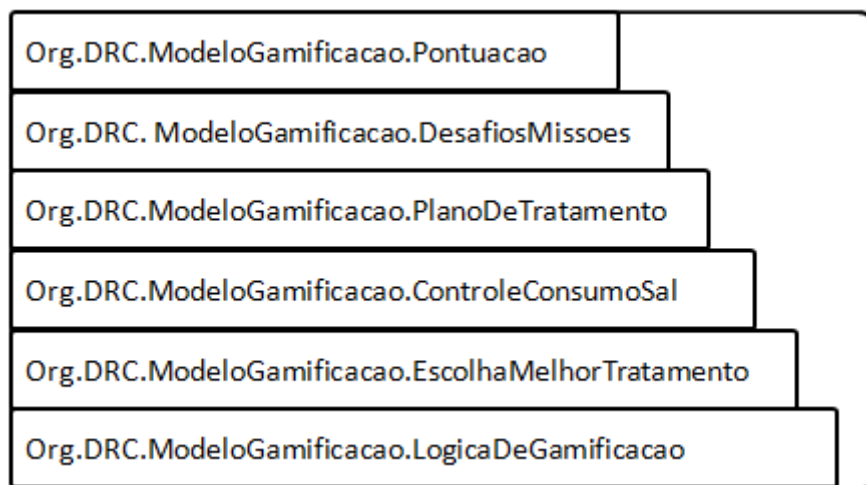 Org.DRC.ModeloGamificacao.Pontuacao
Org.DRC. ModeloGamificacao.DesafiosMissoes
Org.DRC.ModeloGamificacao.PlanoDeTratamento
Org.DRC.ModeloGamificacao.ControleConsumoSal
Org.DRC.ModeloGamificacao.EscolhaMelhorTratamento
Org.DRC.ModeloGamificacao.LogicaDeGamificacao